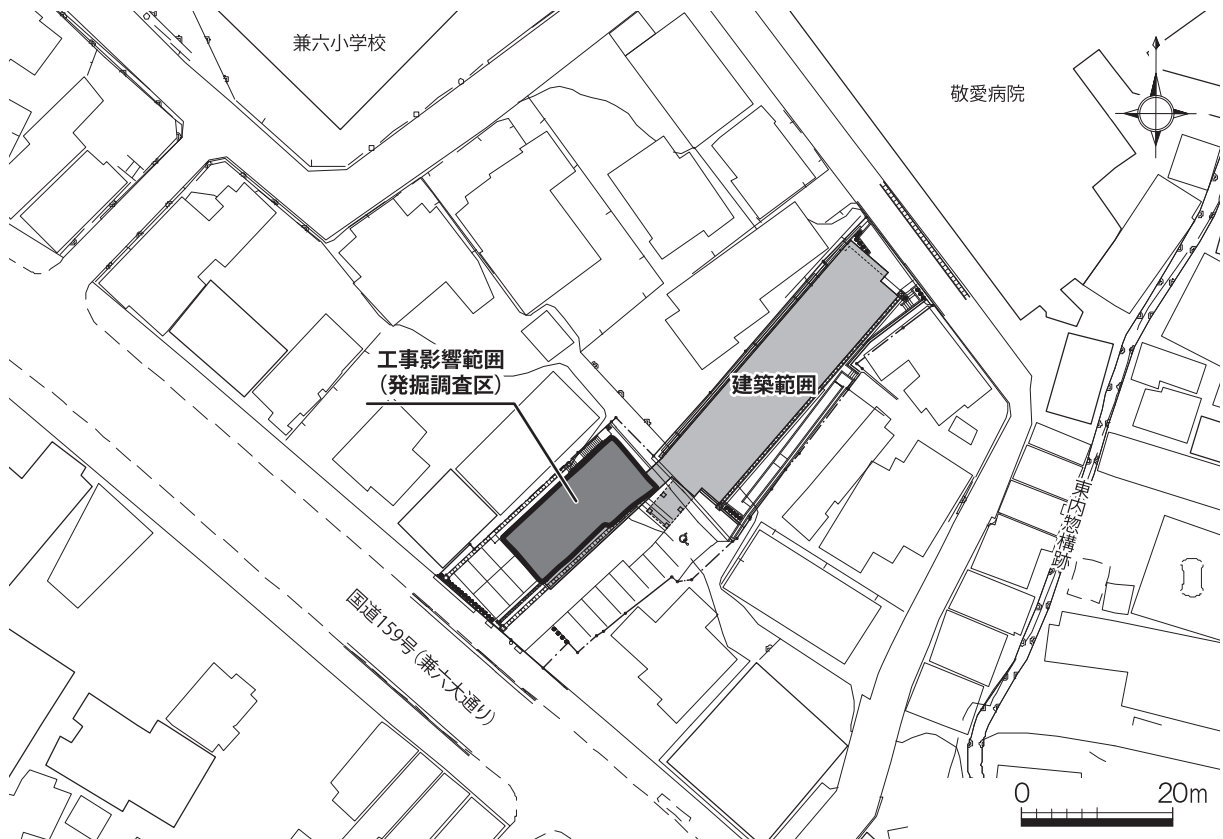 兼六小学校
敬愛病院
工事影響範囲
(発掘調査区)
建築範囲
東内惣構跡
国道159号(兼六大通り)
0 20m